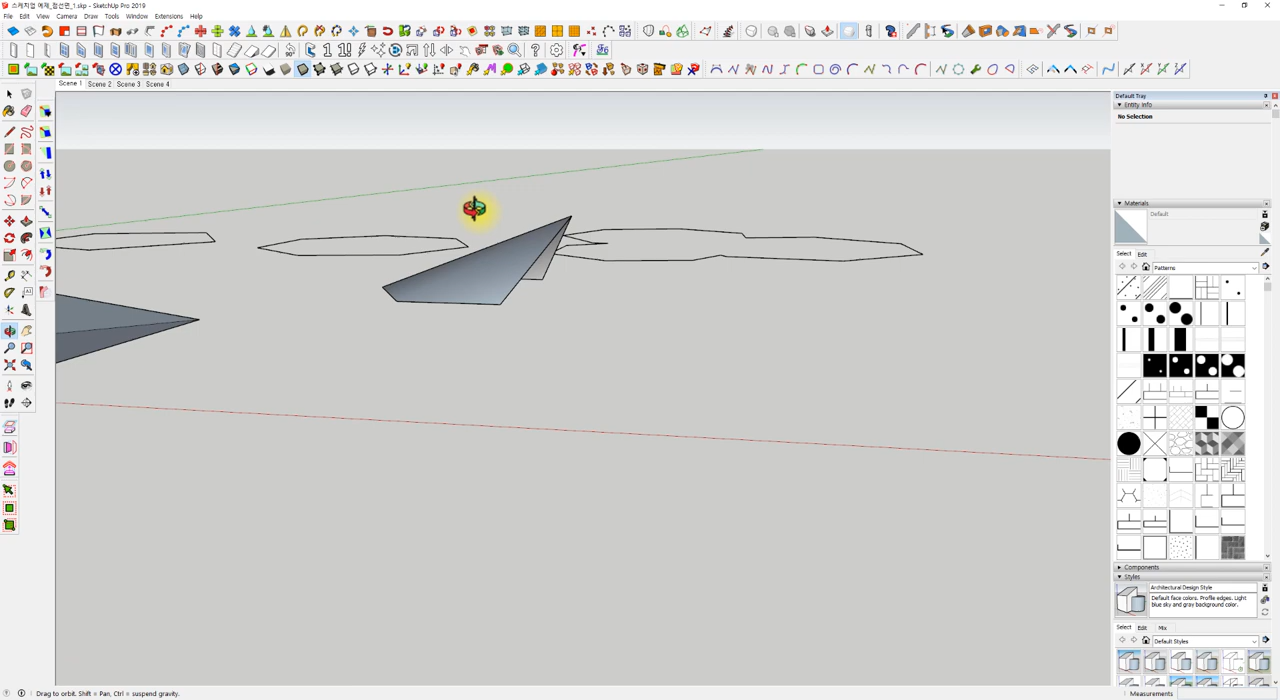 스케치업 예제_접선면_1.skp - SketchUp Pro 2019
File Edit View Camera Draw Tools Window Extensions Help
Scene 1 Scene 2 Scene 3 Scene 4
Default Tray
Entity Info
No Selection
Materials
Default
Select Edit
Patterns
Components
Styles
Architectural Design Style
Default face colors. Profile edges. Light
blue sky and gray background color.
Select Edit Mix
Default Styles
Drag to orbit. Shift = Pan, Ctrl = suspend gravity.
Measurements